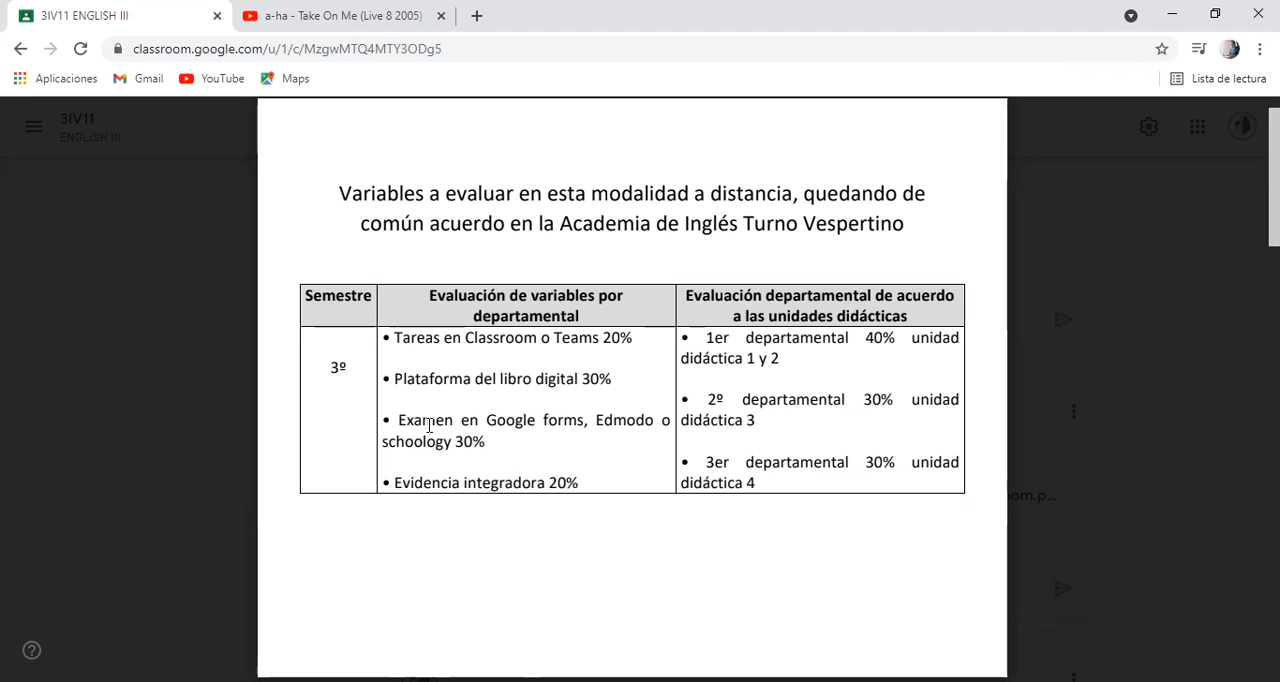 3IV11 ENGLISH III
a-ha - Take On Me (Live 8 2005)
classroom.google.com/u/1/c/MzgwMTQ4MTY3ODg5
Aplicaciones
Gmail
YouTube
Maps
Lista de lectura
3IV11
ENGLISH III
Variables a evaluar en esta modalidad a distancia, quedando de
común acuerdo en la Academia de Inglés Turno Vespertino
Semestre
Evaluación de variables por
departamental
Evaluación departamental de acuerdo
a las unidades didácticas
3º
• Tareas en Classroom o Teams 20%
• Plataforma del libro digital 30%
• Examen en Google forms, Edmodo o
schoology 30%
• Evidencia integradora 20%
• 1er departamental 40% unidad
didáctica 1 y 2
• 2º departamental 30% unidad
didáctica 3
• 3er departamental 30% unidad
didáctica 4
oom.p...